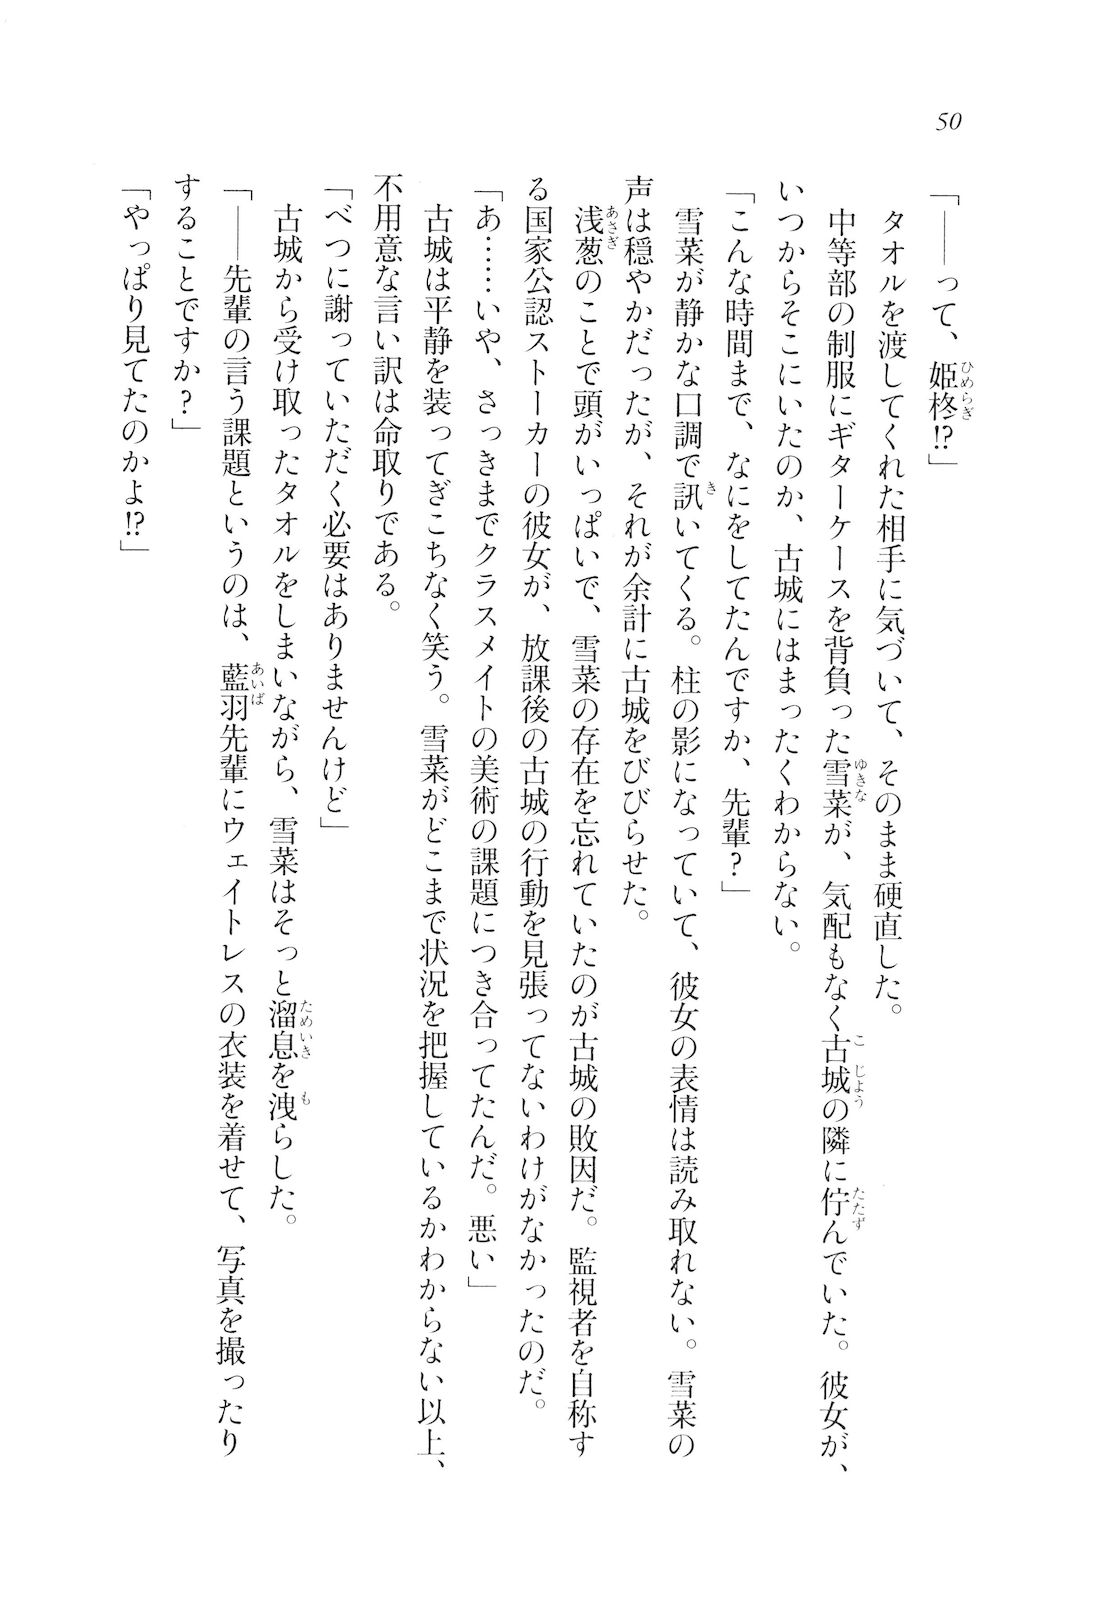 50
「――って、姫柊!?」
タオルを渡してくれた相手に気づいて、そのまま硬直した。
中等部の制服にギターケースを背負った雪菜が、気配もなく古城の隣に佇んでいた。彼女が、
いつからそこにいたのか、古城にはまったくわからない。
「こんな時間まで、なにをしてたんですか、先輩？」
雪菜が静かな口調で訊いてくる。柱の影になっていて、彼女の表情は読み取れない。雪菜の
声は穏やかだったが、それが余計に古城をびびらせた。
浅葱のことで頭がいっぱいで、雪菜の存在を忘れていたのが古城の敗因だ。監視者を自称す
る国家公認ストーカーの彼女が、放課後の古城の行動を見張ってないわけがなかったのだ。
「あ……いや、さっきまでクラスメイトの美術の課題につき合ってたんだ。悪い」
古城は平静を装ってぎこちなく笑う。雪菜がどこまで状況を把握しているかわからない以上、
不用意な言い訳は命取りである。
「べつに謝っていただく必要はありませんけど」
古城から受け取ったタオルをしまいながら、雪菜はそっと溜息を洩らした。
「――先輩の言う課題というのは、藍羽先輩にウェイトレスの衣装を着せて、写真を撮ったり
することですか？」
「やっぱり見てたのかよ!?」